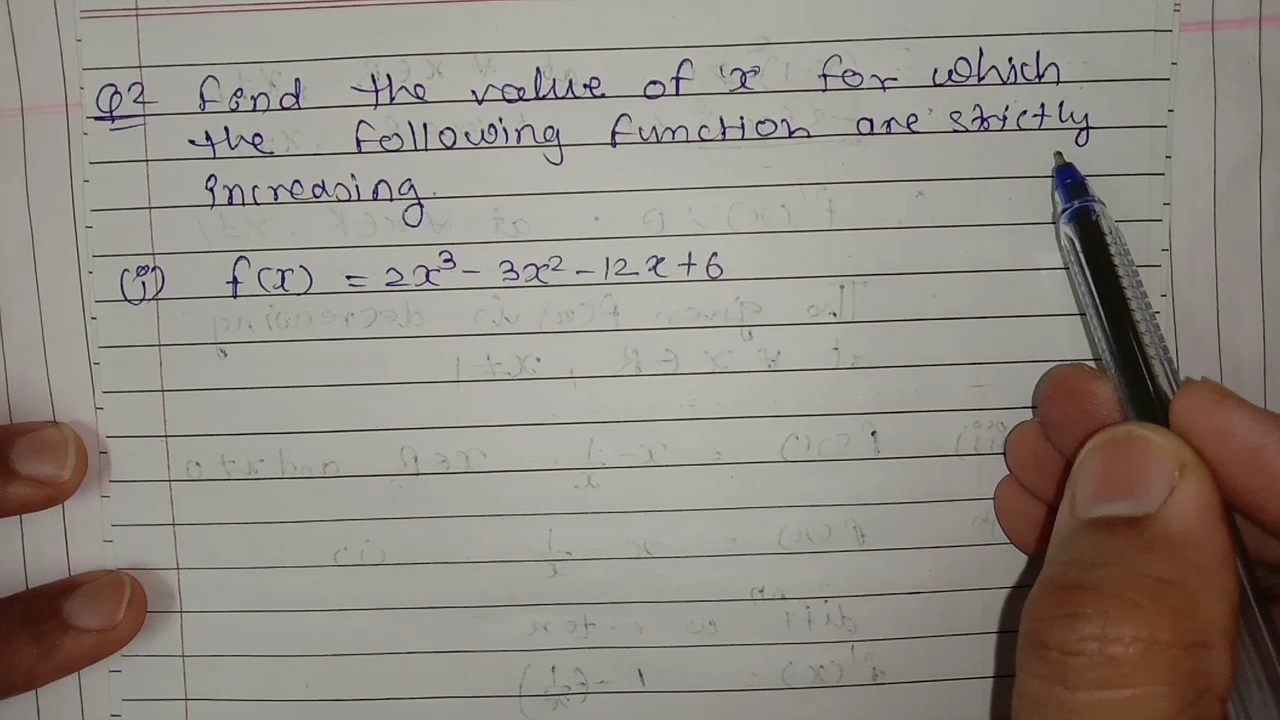 Q2 find the value of 'x' for which
the following function are strictly
increasing.
(i) f(x) = 2x³ - 3x² - 12x + 6